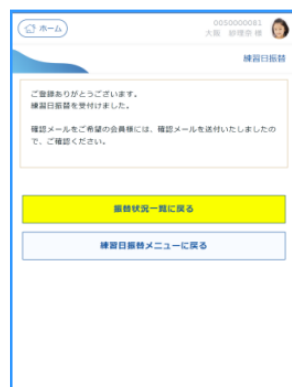 ホーム
0050000081
大阪 紗理奈 様
練習日振替
ご登録ありがとうございます。
練習日振替を受付けました。
確認メールをご希望の会員様には、確認メールを送付いたしましたの
で、ご確認ください。
振替状況一覧に戻る
練習日振替メニューに戻る